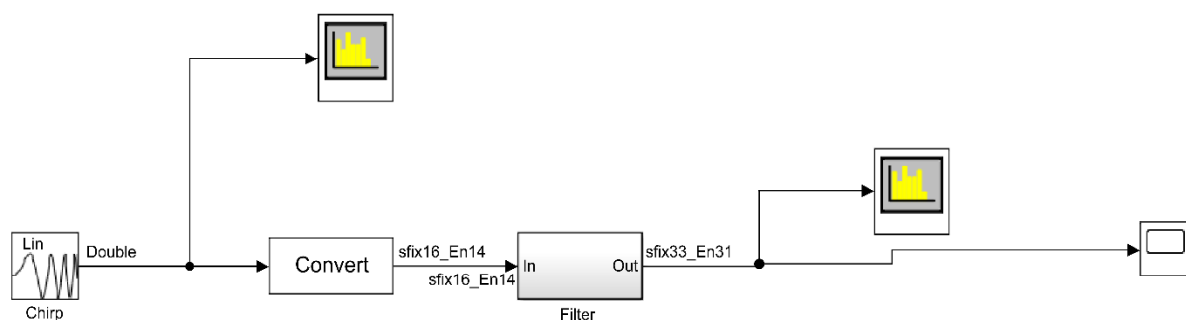 Lin
Double
Chirp
Convert
sfix16_En14
sfix16_En14
In
Out
Filter
sfix33_En31